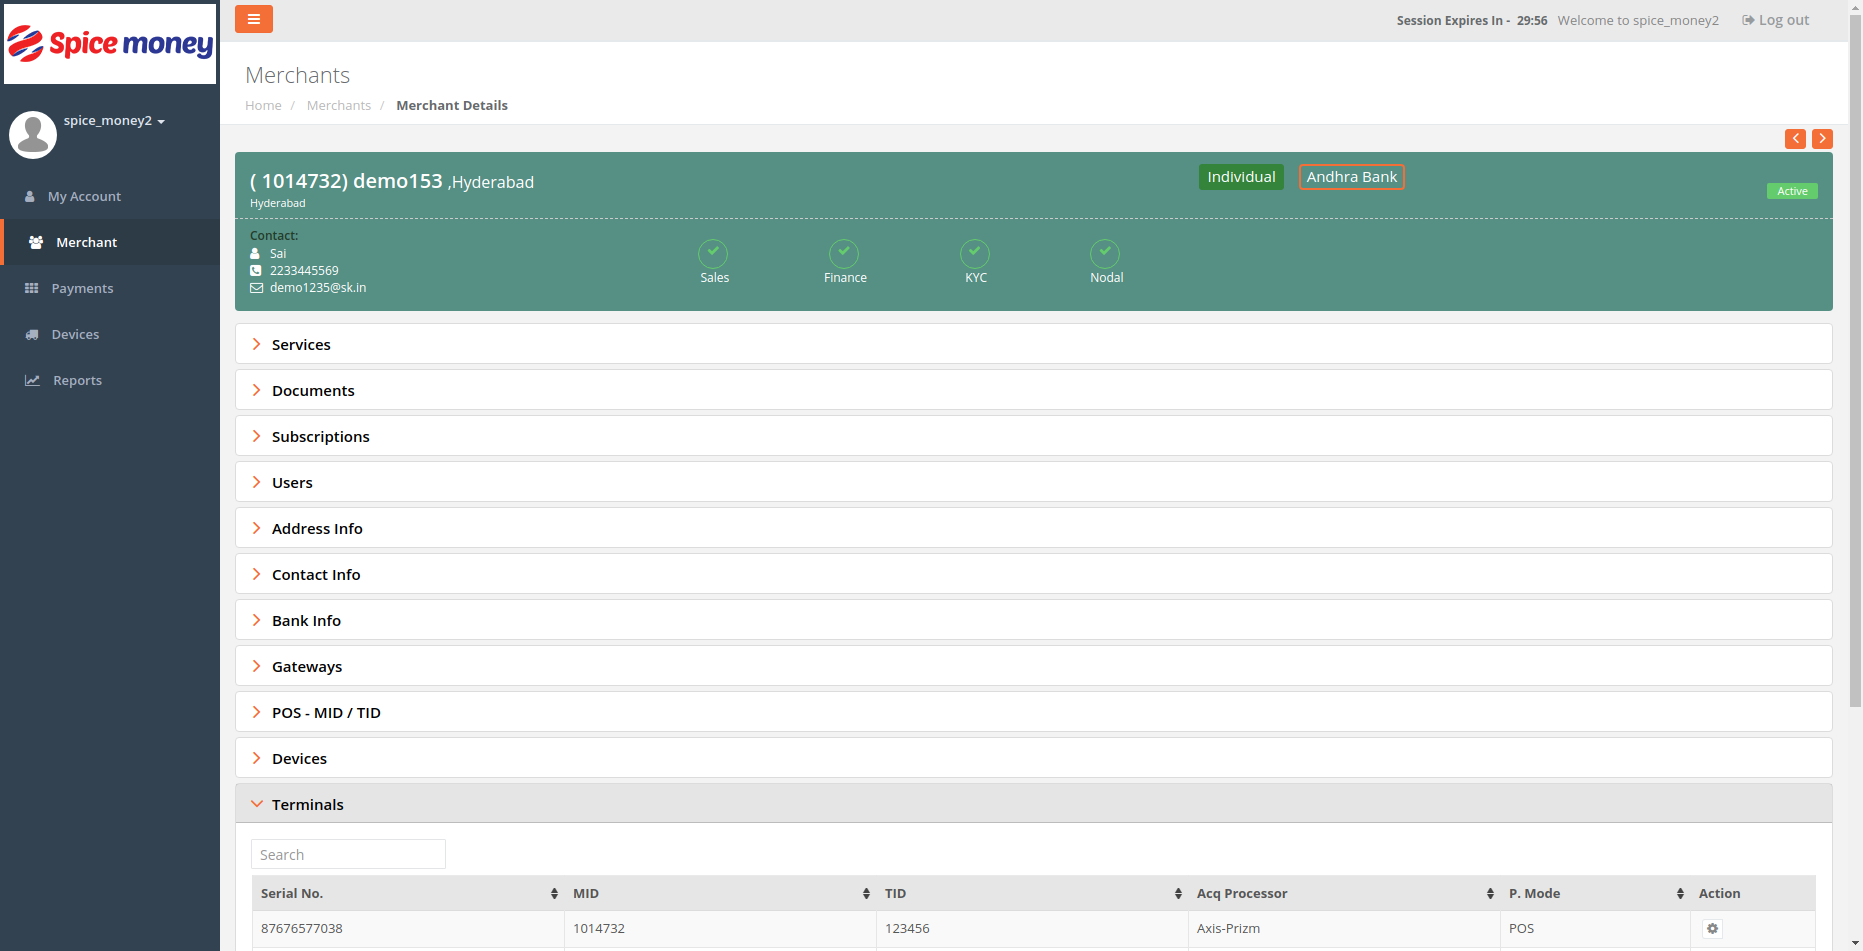 Spice money
Session Expires In - 29:56 Welcome to spice_money2 Log out
spice_money2
My Account
Merchant
Payments
Devices
Reports
Merchants
Home / Merchants / Merchant Details
( 1014732) demo153 ,Hyderabad
Hyderabad
Individual Andhra Bank
Active
Contact:
Sai
2233445569
demo1235@sk.in
Sales Finance KYC Nodal
Services
Documents
Subscriptions
Users
Address Info
Contact Info
Bank Info
Gateways
POS - MID / TID
Devices
Terminals
Search
Serial No. MID TID Acq Processor P. Mode Action
87676577038 1014732 123456 Axis-Prizm POS